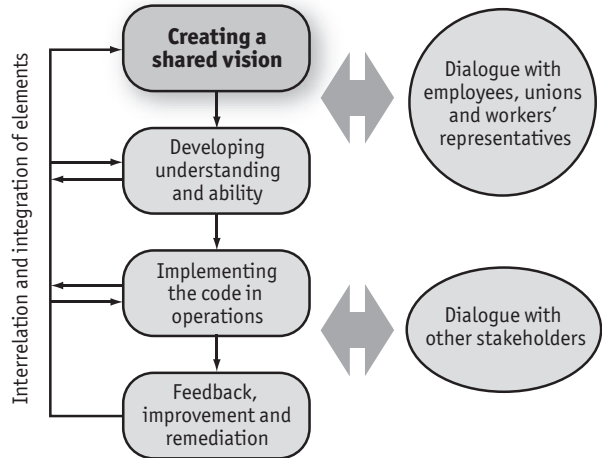 Interrelation and integration of elements
Creating a
shared vision
Developing
understanding
and ability
Implementing
the code in
operations
Feedback,
improvement and
remediation
Dialogue with
employees, unions
and workers’
representatives
Dialogue with
other stakeholders